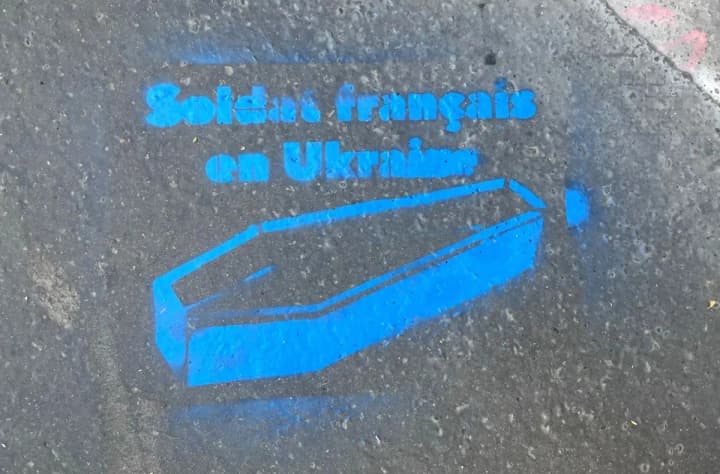 Soldat français
en Ukraine